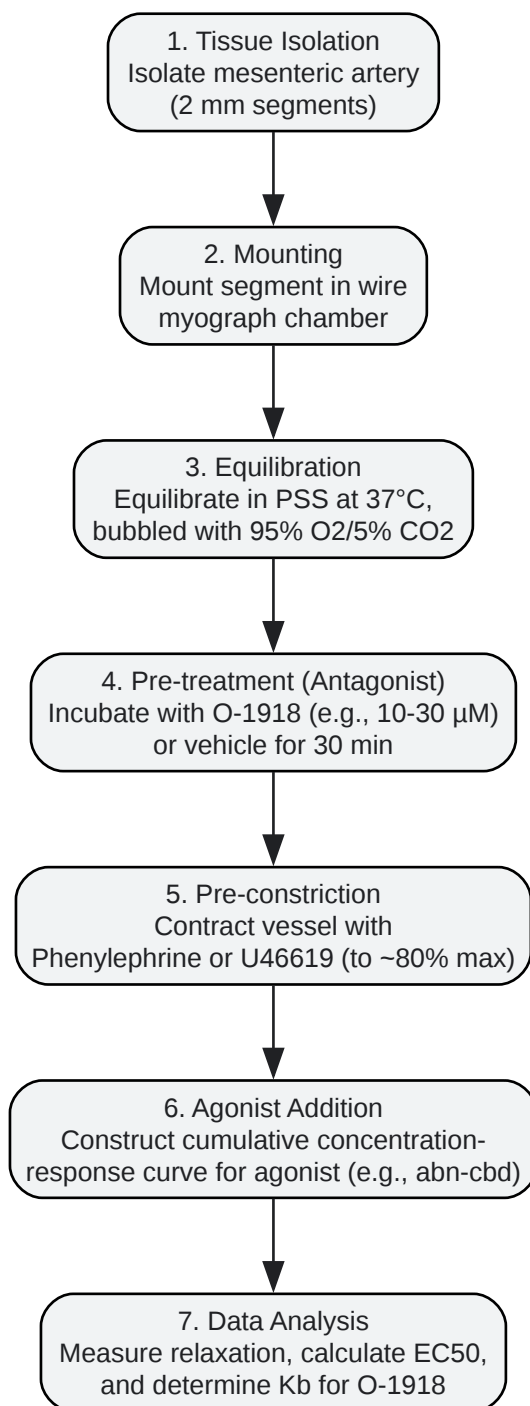 1. Tissue Isolation
Isolate mesenteric artery
(2 mm segments)
2. Mounting
Mount segment in wire
myograph chamber
3. Equilibration
Equilibrate in PSS at 37°C,
bubbled with 95% O2/5% CO2
4. Pre-treatment (Antagonist)
Incubate with O-1918 (e.g., 10-30 µM)
or vehicle for 30 min
5. Pre-constriction
Contract vessel with
Phenylephrine or U46619 (to ~80% max)
6. Agonist Addition
Construct cumulative concentration-
response curve for agonist (e.g., abn-cbd)
7. Data Analysis
Measure relaxation, calculate EC50,
and determine Kb for O-1918